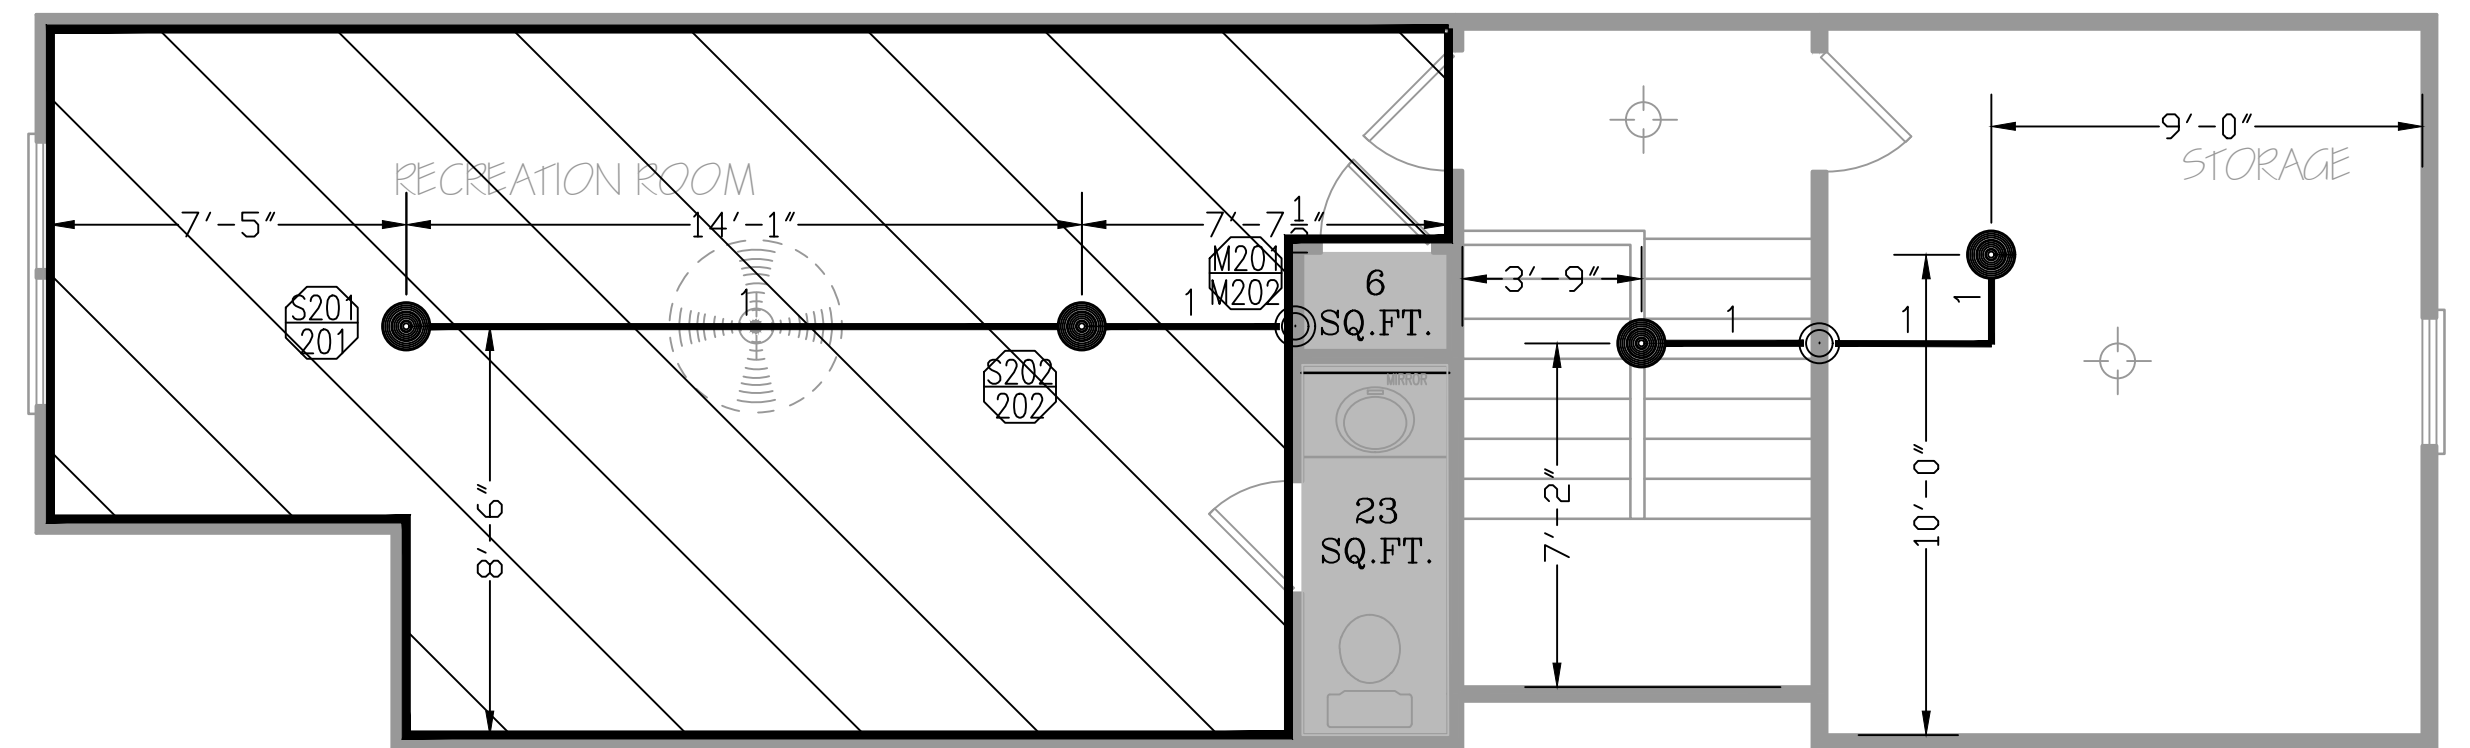 RECREATION ROOM
STORAGE
9'-0"
7'-5"
14'-1"
7'-7 1/2"
S201
201
1
S202
202
1
M201
M202
6
SQ.FT.
MIRROR
23
SQ.FT.
3'-9"
1
1
1
8'-6"
7'-2"
10'-0"